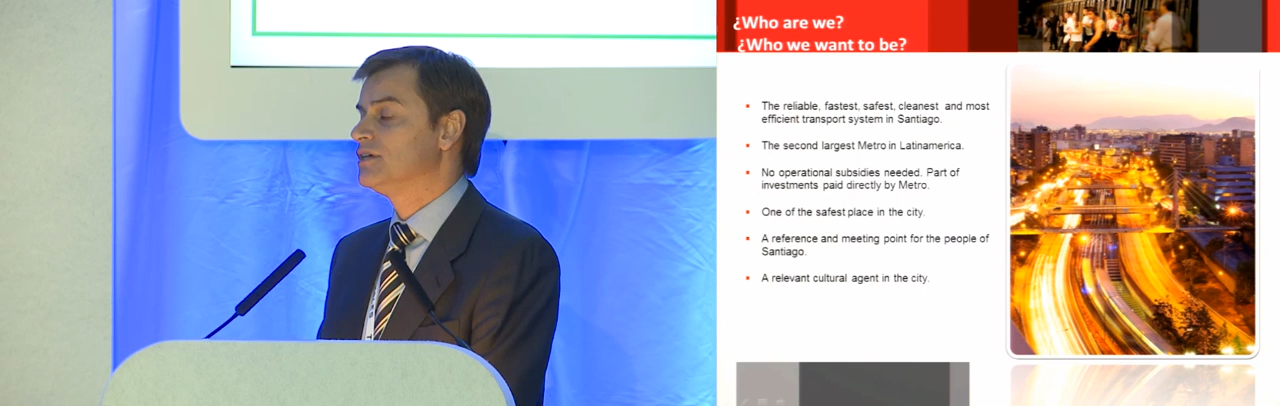 ¿Who are we?
¿Who we want to be?
The reliable, fastest, safest, cleanest and most
efficient transport system in Santiago.
The second largest Metro in Latinamerica.
No operational subsidies needed. Part of
investments paid directly by Metro.
One of the safest place in the city.
A reference and meeting point for the people of
Santiago.
A relevant cultural agent in the city.